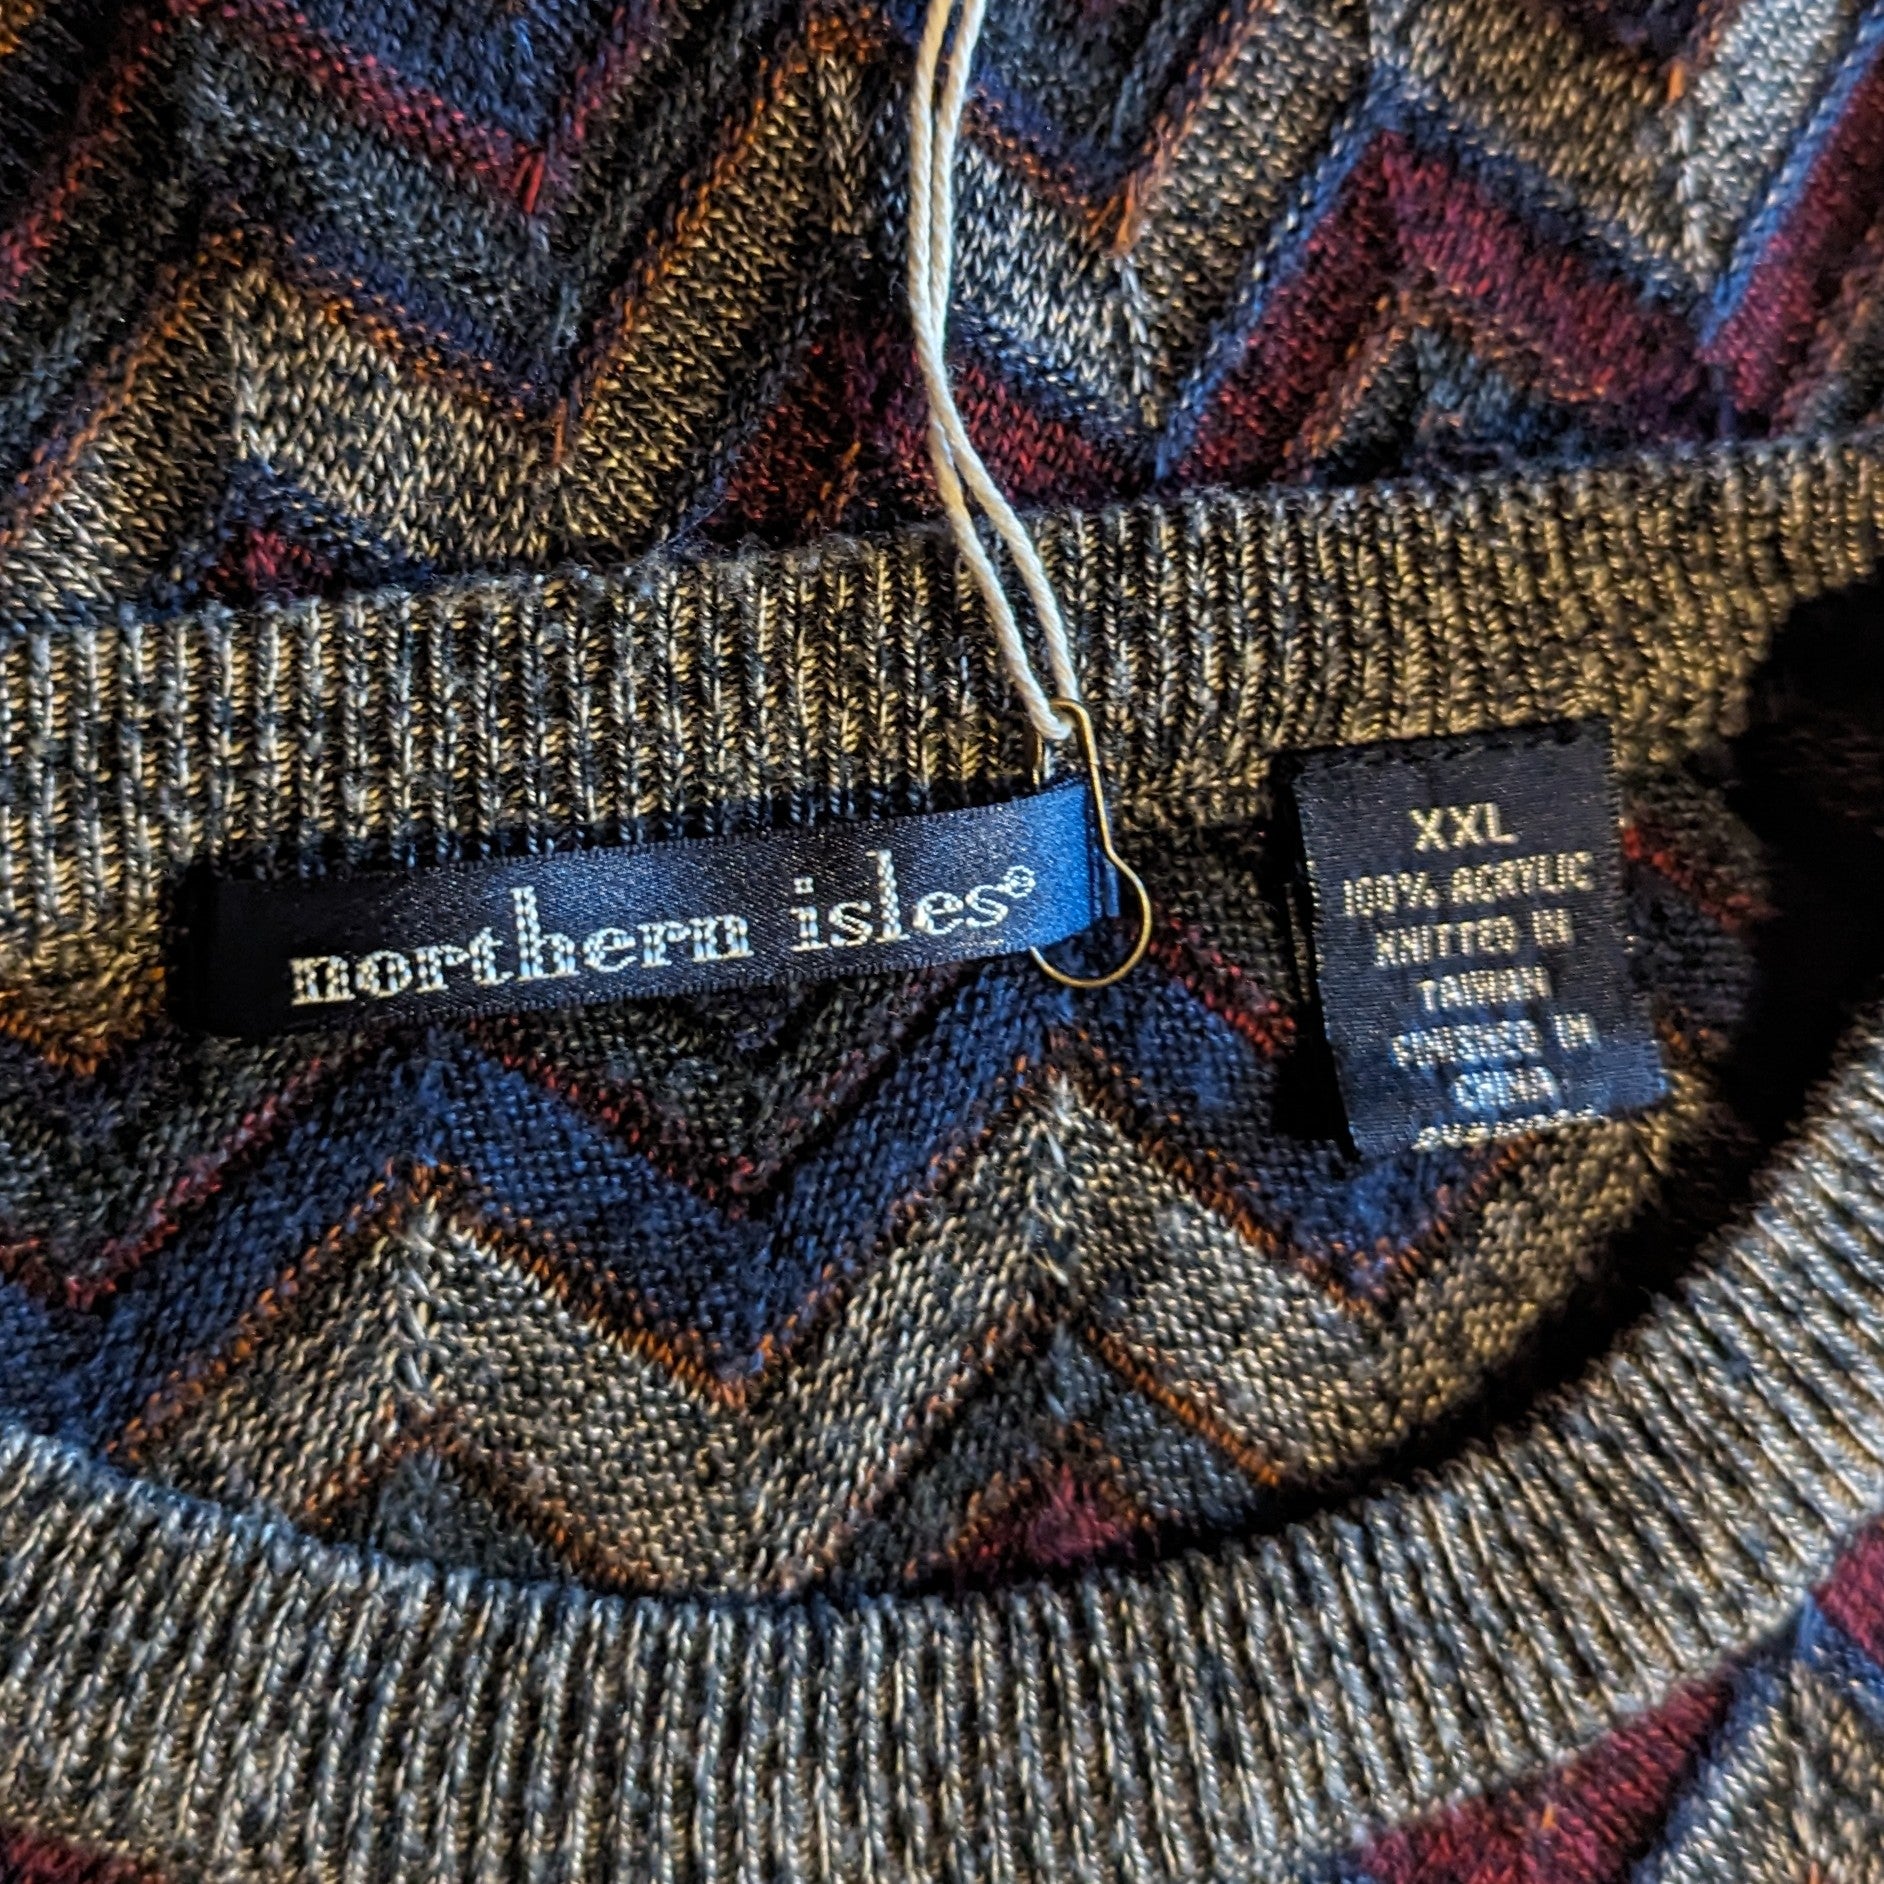 northern isles®
XXL
100% ACRYLIC
KNITTED IN
TAIWAN
FINISHED IN
CHINA